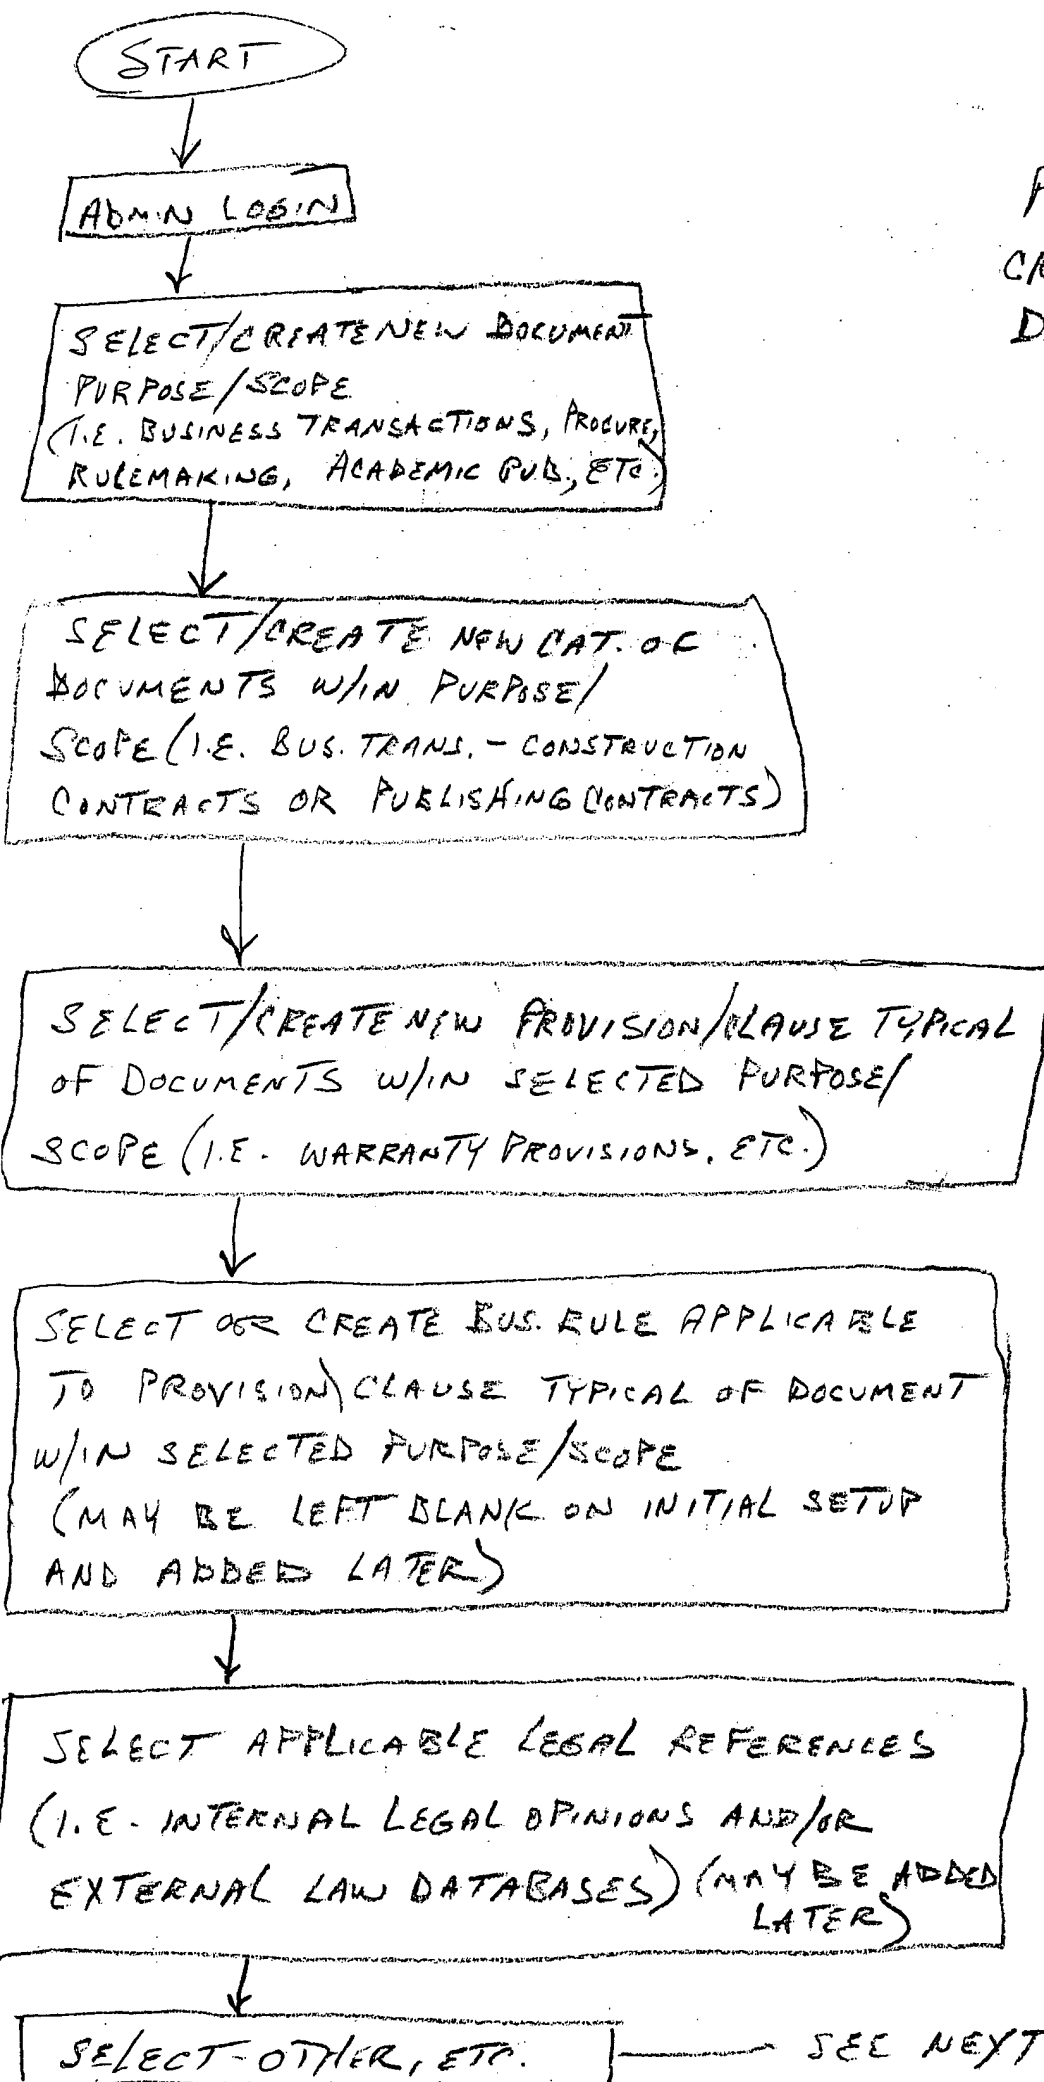 START
ADMIN LOGIN
CR
D
SELECT/CREATE NEW DOCUMENT
PURPOSE/SCOPE
(I.E. BUSINESS TRANSACTIONS, PROCURE,
RULEMAKING, ACADEMIC PUB., ETC.)
SELECT/CREATE NEW CAT. OF
DOCUMENTS W/IN PURPOSE/
SCOPE (I.E. BUS. TRANS. - CONSTRUCTION
CONTRACTS OR PUBLISHING CONTRACTS)
SELECT/CREATE NEW PROVISION/CLAUSE TYPICAL
OF DOCUMENTS W/IN SELECTED PURPOSE/
SCOPE (I.E. WARRANTY PROVISIONS, ETC.)
SELECT OR CREATE BUS. RULE APPLICABLE
TO PROVISION\CLAUSE TYPICAL OF DOCUMENT
W/IN SELECTED PURPOSE/SCOPE
(MAY BE LEFT BLANK ON INITIAL SETUP
AND ADDED LATER)
SELECT APPLICABLE LEGAL REFERENCES
(I.E. INTERNAL LEGAL OPINIONS AND/OR
EXTERNAL LAW DATABASES) (MAY BE ADDED
LATER)
SELECT-OTHER, ETC. SEE NEXT